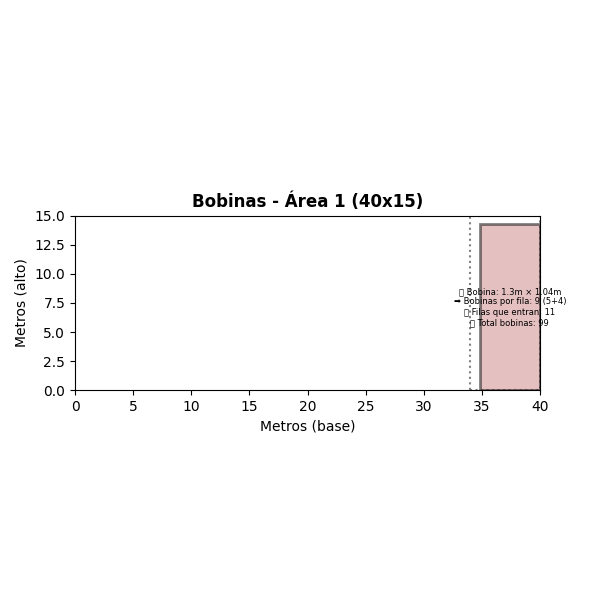 Bobinas - Área 1 (40x15)
Metros (alto)
15.0
12.5
10.0
7.5
5.0
2.5
0.0
Bobina: 1.3m × 1.04m
➡ Bobinas por fila: 9 (5+4)
Filas que entran: 11
Total bobinas: 99
0 5 10 15 20 25 30 35 40
Metros (base)